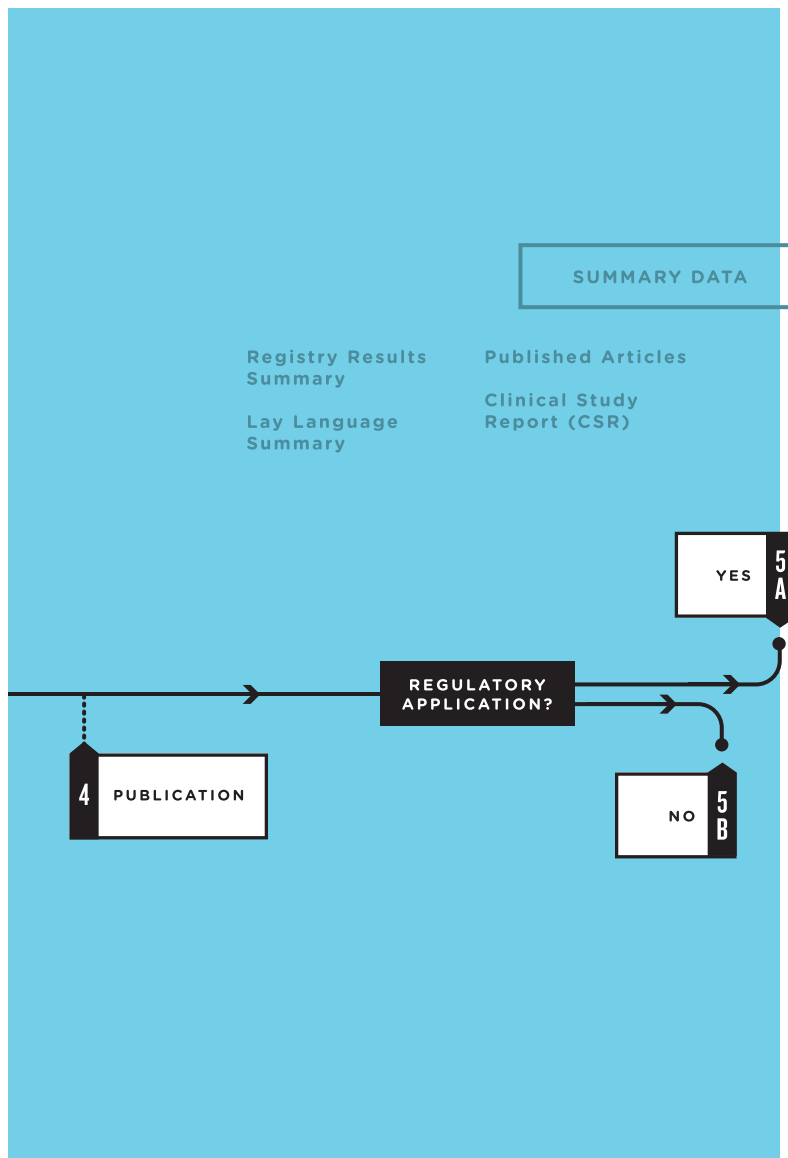 SUMMARY DATA
Registry Results
Summary
Lay Language
Summary
Published Articles
Clinical Study
Report (CSR)
YES
5
A
REGULATORY
APPLICATION?
4
PUBLICATION
NO
5
B